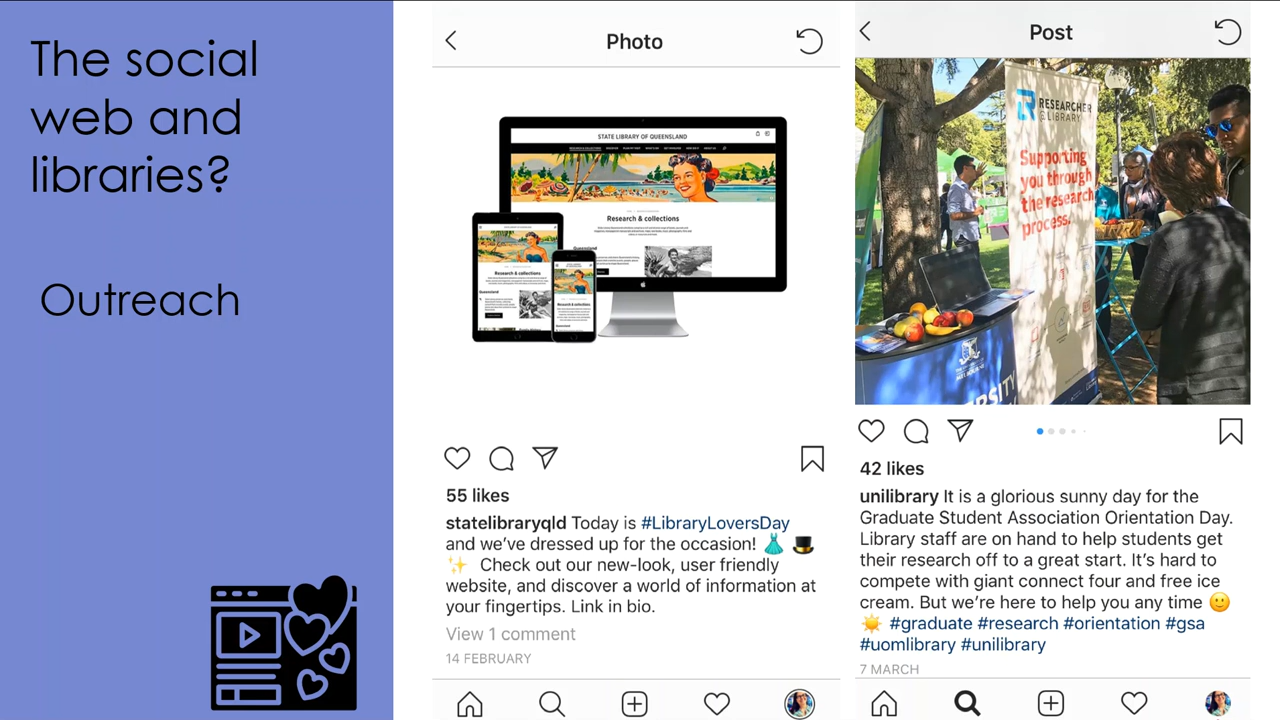 The social
web and
libraries?
Outreach
Photo
STATE LIBRARY OF QUEENSLAND
Research & collections
Research & collections
Research & collections
Queensland
55 likes
statelibraryqld Today is #LibraryLoversDay
and we've dressed up for the occasion! 👗 🎩
✨ Check out our new-look, user friendly
website, and discover a world of information at
your fingertips. Link in bio.
View 1 comment
14 FEBRUARY
Post
RESEARCHER
@LIBRARY
Supporting
you through
the research
process.
42 likes
unilibrary It is a glorious sunny day for the
Graduate Student Association Orientation Day.
Library staff are on hand to help students get
their research off to a great start. It's hard to
compete with giant connect four and free ice
cream. But we're here to help you any time 🙂
☀️ #graduate #research #orientation #gsa
#uomlibrary #unilibrary
7 MARCH